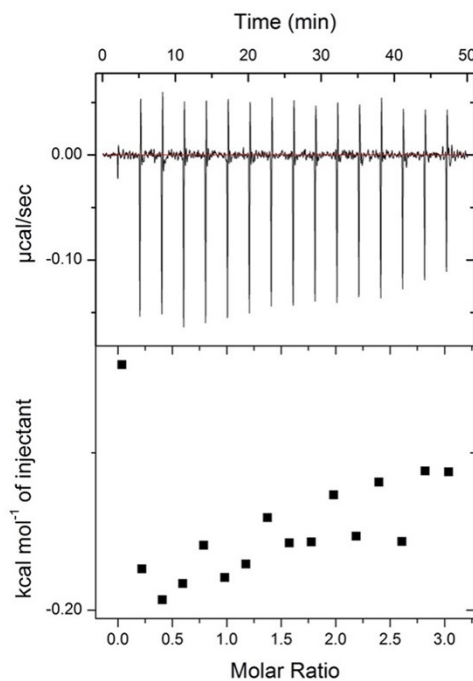 Time (min)
0 10 20 30 40 50
0.00
-0.10
µcal/sec
kcal mol⁻¹ of injectant
-0.20
0.0 0.5 1.0 1.5 2.0 2.5 3.0
Molar Ratio